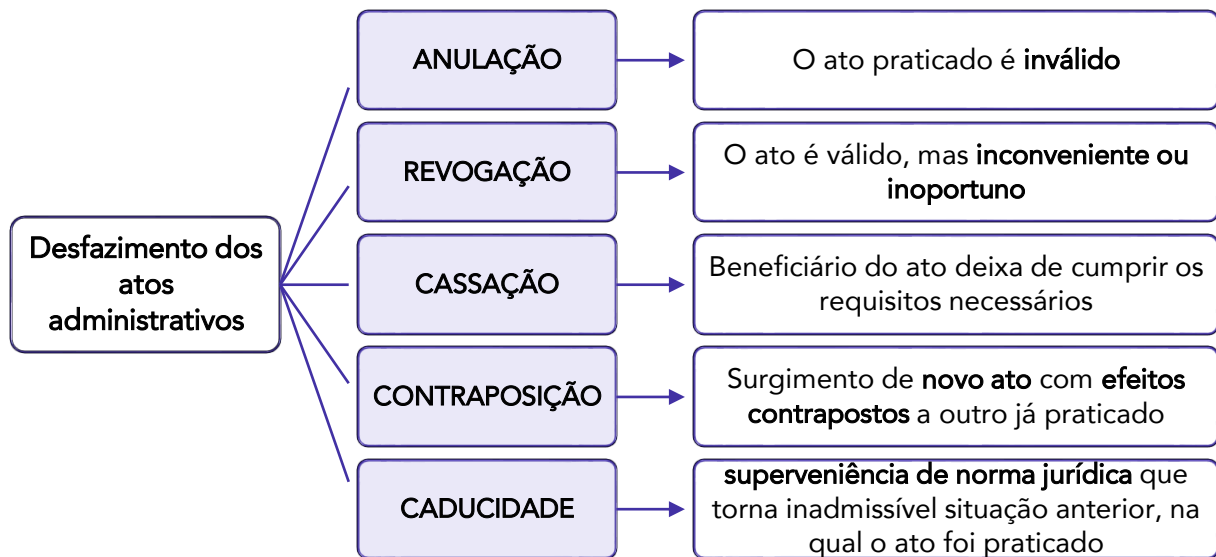 ANULAÇÃO
O ato praticado é inválido
REVOGAÇÃO
O ato é válido, mas inconveniente ou
inoportuno
Desfazimento dos
atos
administrativos
CASSAÇÃO
Beneficiário do ato deixa de cumprir os
requisitos necessários
CONTRAPOSIÇÃO
Surgimento de novo ato com efeitos
contrapostos a outro já praticado
CADUCIDADE
superveniência de norma jurídica que
torna inadmissível situação anterior, na
qual o ato foi praticado